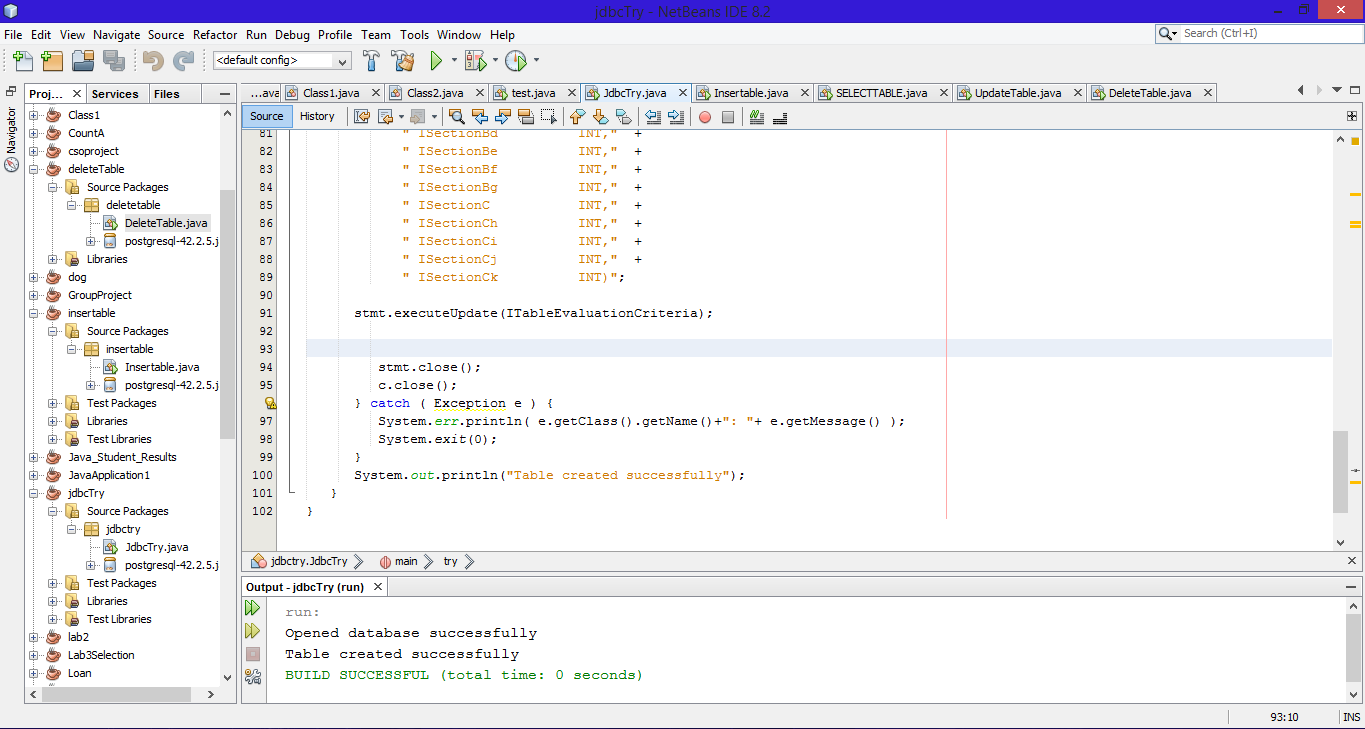 jdbcTry - NetBeans IDE 8.2
File Edit View Navigate Source Refactor Run Debug Profile Team Tools Window Help
Search (Ctrl+I)
<default config>
Proj... Services Files
...ava Class1.java Class2.java test.java JdbcTry.java Insertable.java SELECTTABLE.java UpdateTable.java DeleteTable.java
Navigator
Source History
Class1
CountA
csoproject
deleteTable
Source Packages
deletetable
DeleteTable.java
postgresql-42.2.5.j
Libraries
dog
GroupProject
insertable
Source Packages
insertable
Insertable.java
postgresql-42.2.5.j
Test Packages
Libraries
Test Libraries
Java_Student_Results
JavaApplication1
jdbcTry
Source Packages
jdbctry
JdbcTry.java
postgresql-42.2.5.j
Test Packages
Libraries
Test Libraries
lab2
Lab3Selection
Loan
81 " ISectionBd INT," +
82 " ISectionBe INT," +
83 " ISectionBf INT," +
84 " ISectionBg INT," +
85 " ISectionC INT," +
86 " ISectionCh INT," +
87 " ISectionCi INT," +
88 " ISectionCj INT," +
89 " ISectionCk INT)";
90
91 stmt.executeUpdate(ITableEvaluationCriteria);
92
93
94 stmt.close();
95 c.close();
} catch ( Exception e ) {
97 System.err.println( e.getClass().getName()+": "+ e.getMessage() );
98 System.exit(0);
99 }
100 System.out.println("Table created successfully");
101 }
102 }
jdbctry.JdbcTry main try
Output - jdbcTry (run)
run:
Opened database successfully
Table created successfully
BUILD SUCCESSFUL (total time: 0 seconds)
93:10 INS